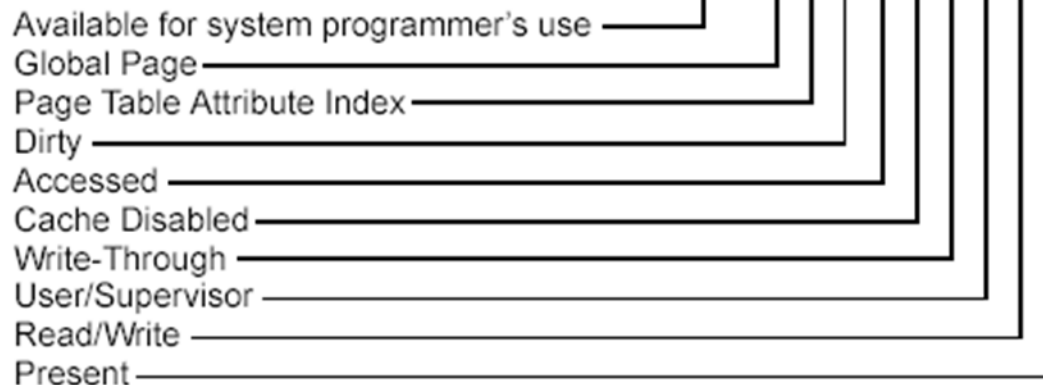 Available for system programmer’s use
Global Page
Page Table Attribute Index
Dirty
Accessed
Cache Disabled
Write-Through
User/Supervisor
Read/Write
Present